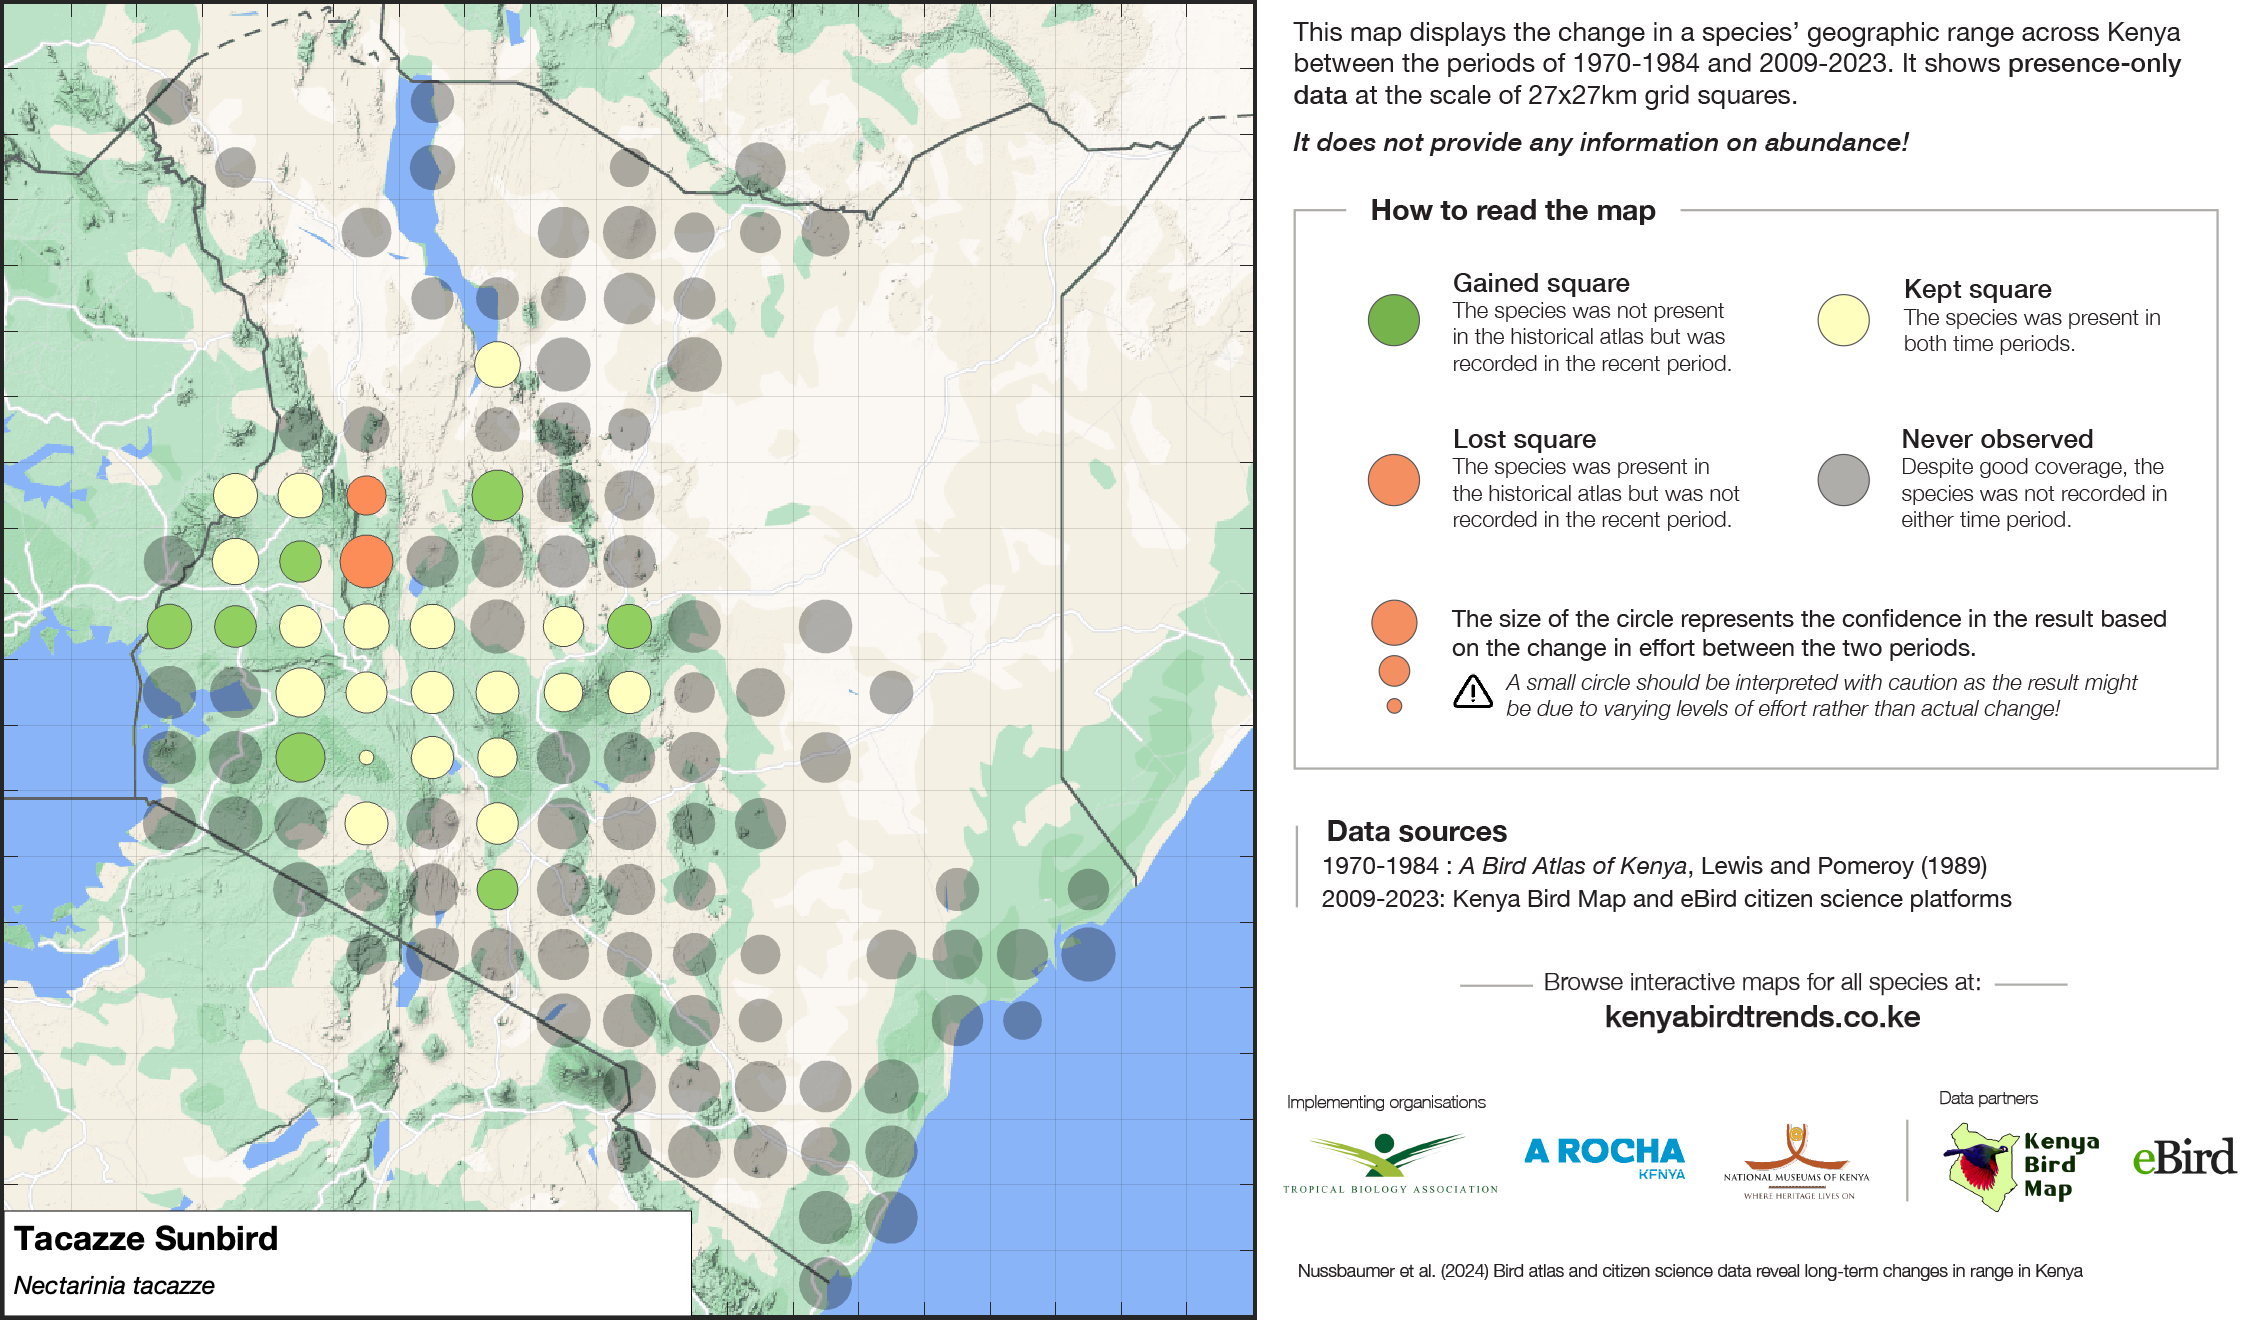 This map displays the change in a species’ geographic range across Kenya
between the periods of 1970-1984 and 2009-2023. It shows presence-only
data at the scale of 27x27km grid squares.
It does not provide any information on abundance!
How to read the map
Gained square
The species was not present
in the historical atlas but was
recorded in the recent period.
Kept square
The species was present in
both time periods.
Lost square
The species was present in
the historical atlas but was not
recorded in the recent period.
Never observed
Despite good coverage, the
species was not recorded in
either time period.
The size of the circle represents the confidence in the result based
on the change in effort between the two periods.
A small circle should be interpreted with caution as the result might
be due to varying levels of effort rather than actual change!
Data sources
1970-1984 : A Bird Atlas of Kenya, Lewis and Pomeroy (1989)
2009-2023: Kenya Bird Map and eBird citizen science platforms
Browse interactive maps for all species at:
kenyabirdtrends.co.ke
Implementing organisations
Data partners
TROPICAL BIOLOGY ASSOCIATION
A ROCHA
KENYA
NATIONAL MUSEUMS OF KENYA
WHERE HERITAGE LIVES ON
Kenya
Bird
Map
eBird
Tacazze Sunbird
Nectarinia tacazze
Nussbaumer et al. (2024) Bird atlas and citizen science data reveal long-term changes in range in Kenya